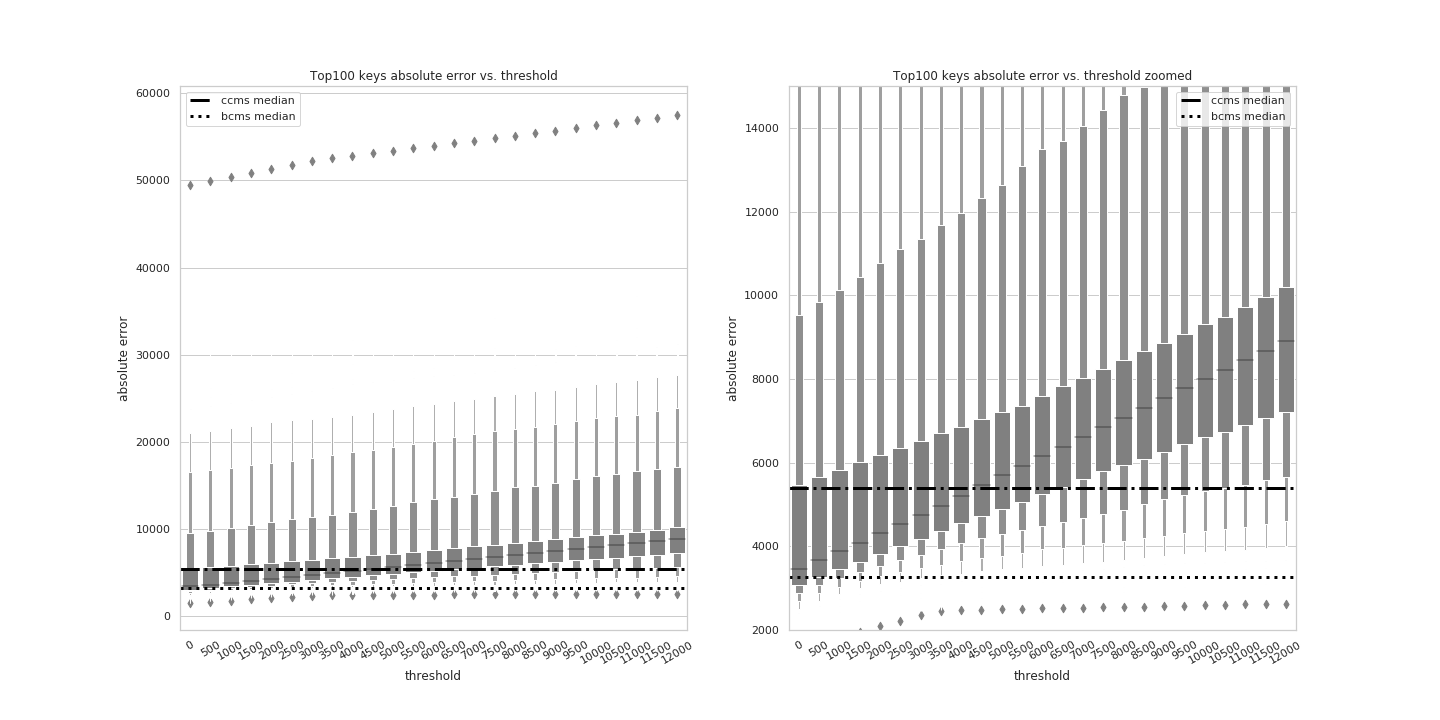 Top100 keys absolute error vs. threshold
60000
50000
40000
30000
20000
10000
0
absolute error
ccms median
bcms median
0 500 1000 1500 2000 2500 3000 3500 4000 4500 5000 5500 6000 6500 7000 7500 8000 8500 9000 9500 10000 10500 11000 11500 12000
threshold
Top100 keys absolute error vs. threshold zoomed
14000
12000
10000
8000
6000
4000
2000
absolute error
ccms median
bcms median
0 500 1000 1500 2000 2500 3000 3500 4000 4500 5000 5500 6000 6500 7000 7500 8000 8500 9000 9500 10000 10500 11000 11500 12000
threshold